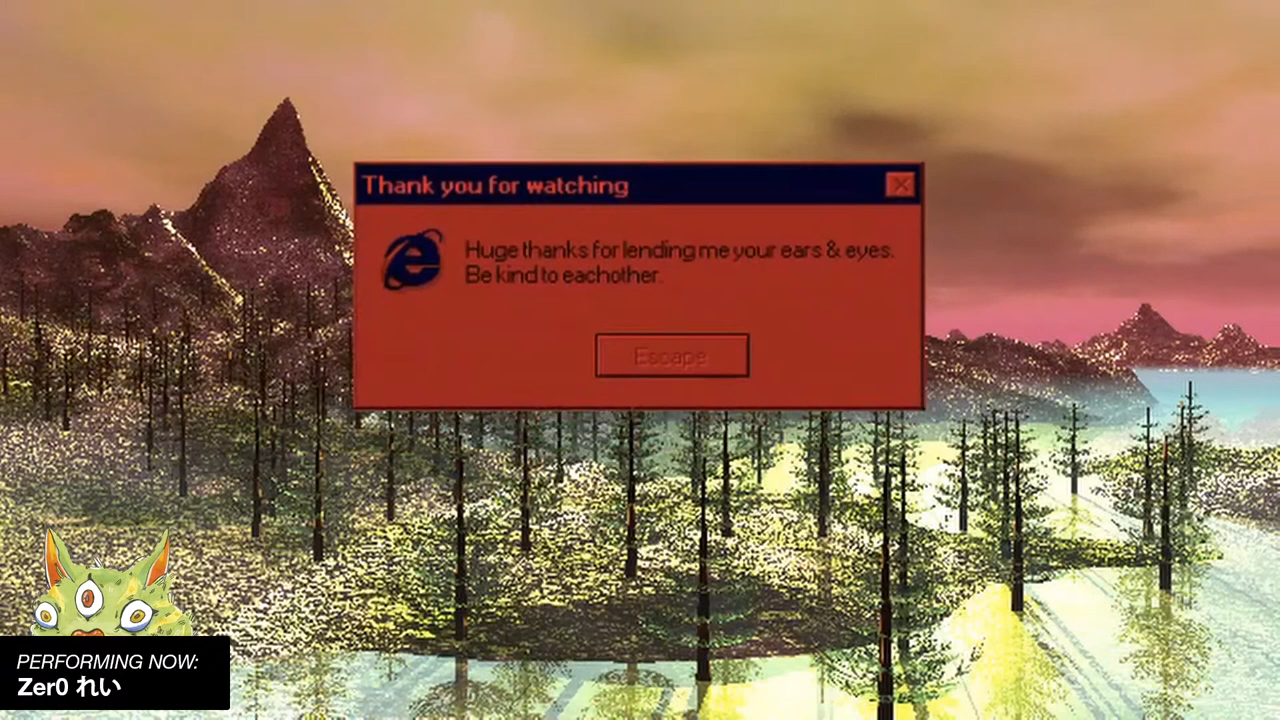 Thank you for watching
Huge thanks for lending me your ears & eyes.
Be kind to eachother.
Escape
PERFORMING NOW:
Zer0 れい